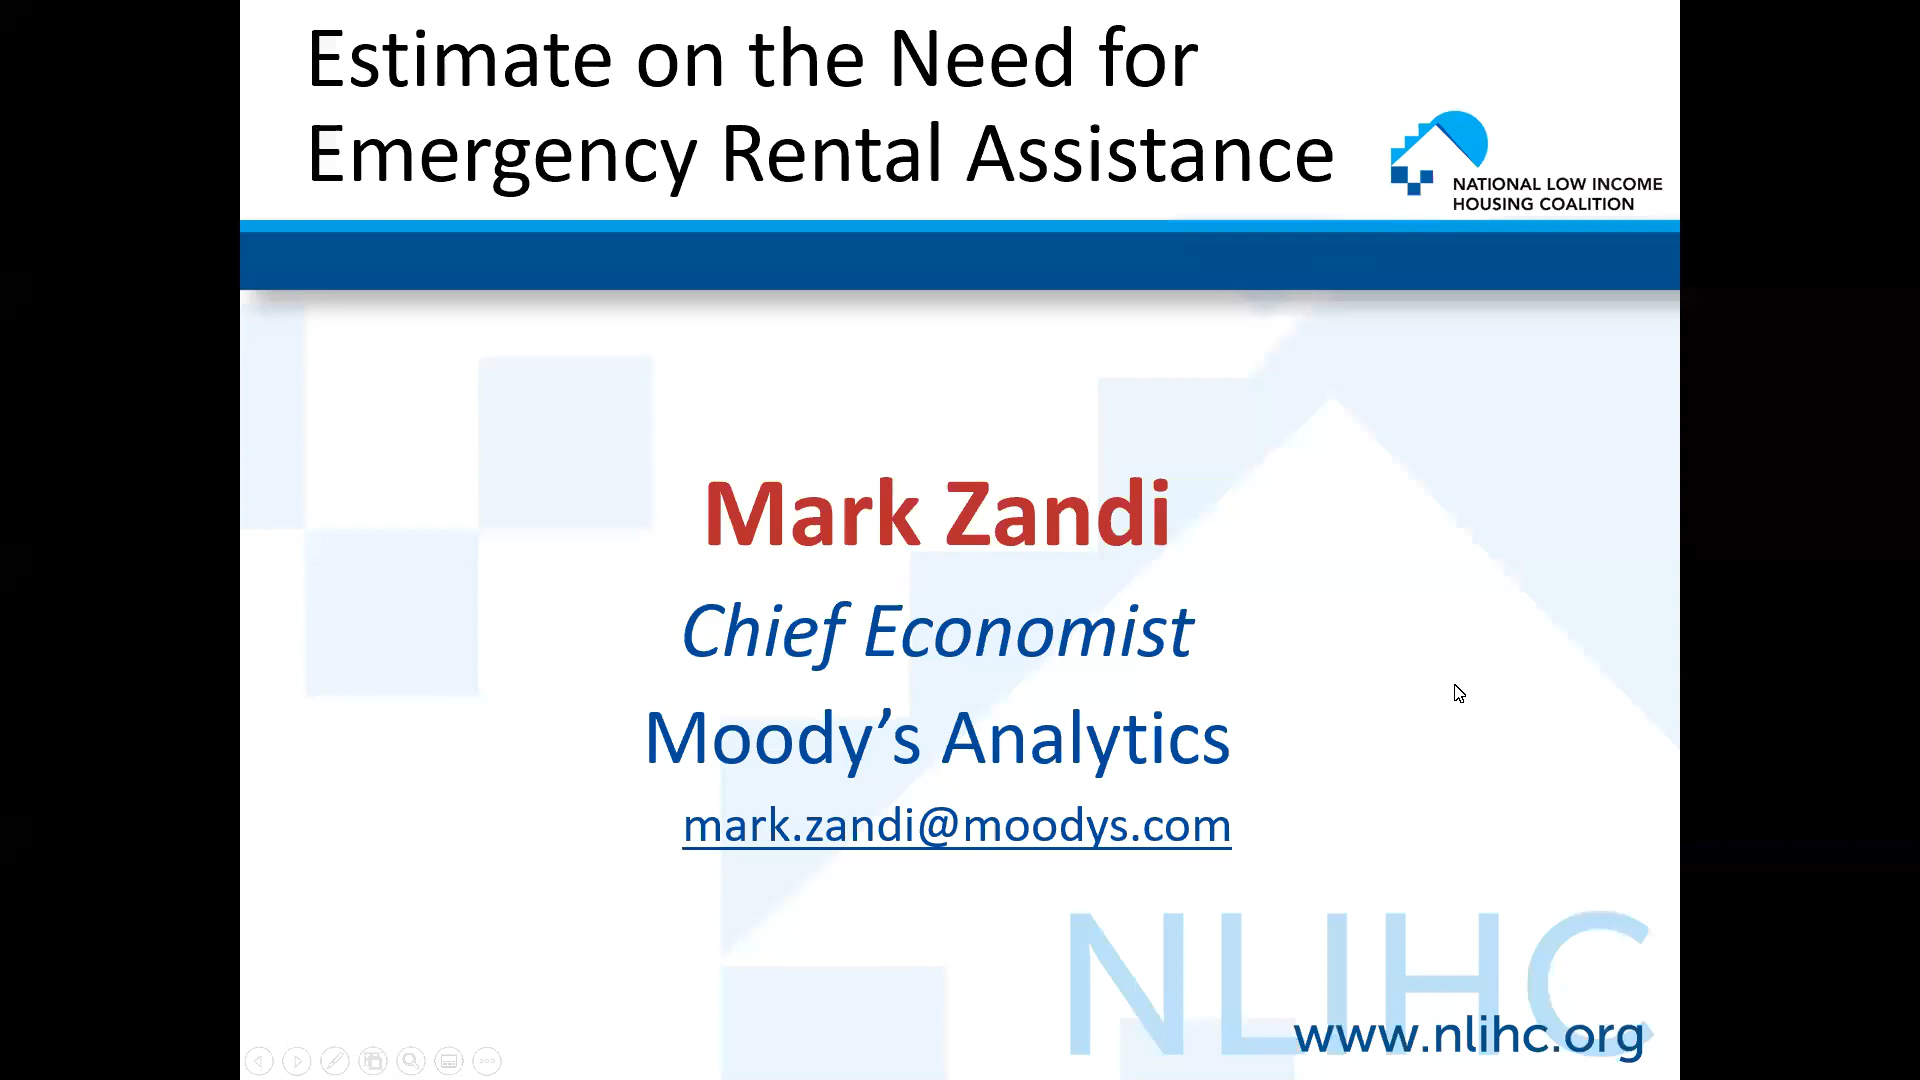 Estimate on the Need for
Emergency Rental Assistance
NATIONAL LOW INCOME
HOUSING COALITION
Mark Zandi
Chief Economist
Moody’s Analytics
mark.zandi@moodys.com
NLIHC
www.nlihc.org